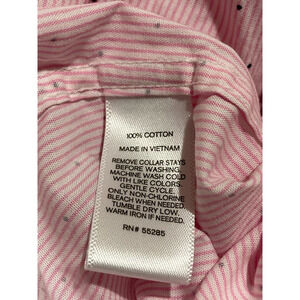 100% COTTON
MADE IN VIETNAM
REMOVE COLLAR STAYS
BEFORE WASHING.
MACHINE WASH COLD
WITH LIKE COLORS.
GENTLE CYCLE.
ONLY NON-CHLORINE
BLEACH WHEN NEEDED.
TUMBLE DRY LOW.
WARM IRON IF NEEDED.
RN# 55285